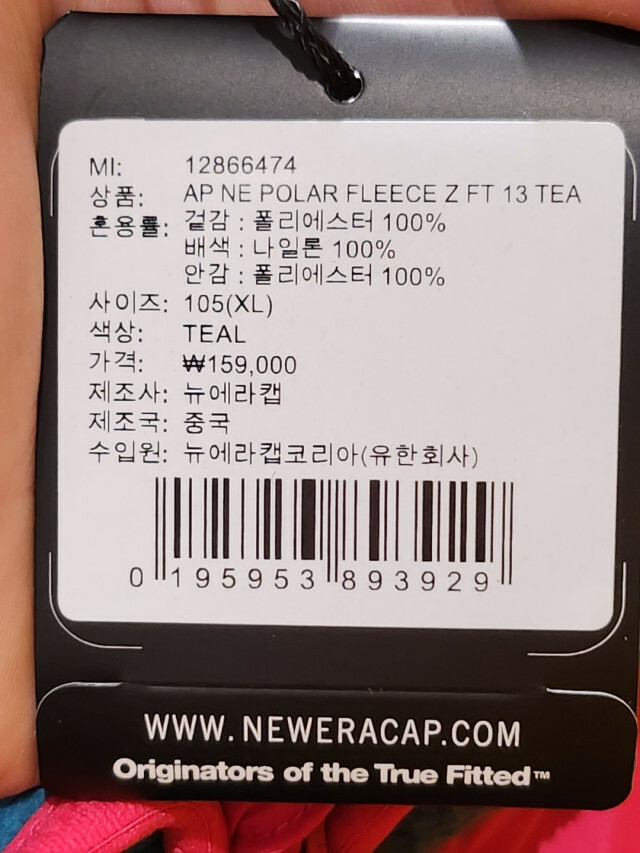 MI: 12866474
상품: AP NE POLAR FLEECE Z FT 13 TEA
혼용률: 겉감 : 폴리에스터 100%
배색 : 나일론 100%
안감 : 폴리에스터 100%
사이즈: 105(XL)
색상: TEAL
가격: ₩159,000
제조사: 뉴에라캡
제조국: 중국
수입원: 뉴에라캡코리아(유한회사)
0 195953 893929
WWW.NEWERACAP.COM
Originators of the True Fitted™